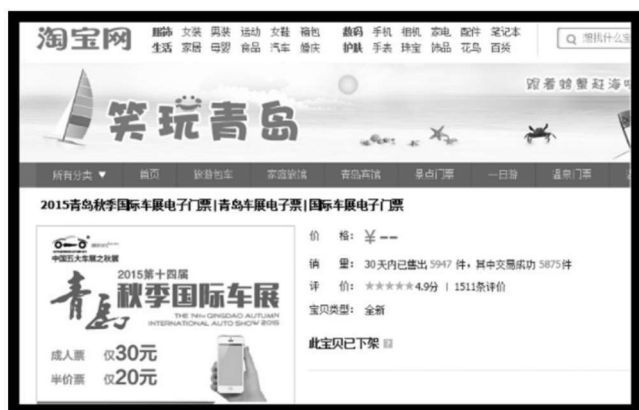 淘宝网 服饰 女装 男装 运动 女鞋 箱包 数码 手机 相机 家电 配件 笔记本
生活 家居 母婴 食品 汽车 婚庆 护肤 手表 珠宝 饰品 花鸟 百货
想找什么宝
跟着螃蟹赶海
笑玩青岛
所有分类 首页 旅游包车 家庭旅馆 青岛宾馆 景点门票 一日游 温泉门票
2015青岛秋季国际车展电子门票|青岛车展电子票|国际车展电子门票
价 格: ¥--
销 量: 30天内已售出 5947 件，其中交易成功 5875件
评 价: ★★★★★4.9分 | 1511条评价
宝贝类型: 全新
此宝贝已下架
中国五大车展之秋展
2015第十四届
青岛 秋季国际车展
THE 14TH QINGDAO AUTUMN
INTERNATIONAL AUTO SHOW 2015
成人票 仅30元
半价票 仅20元